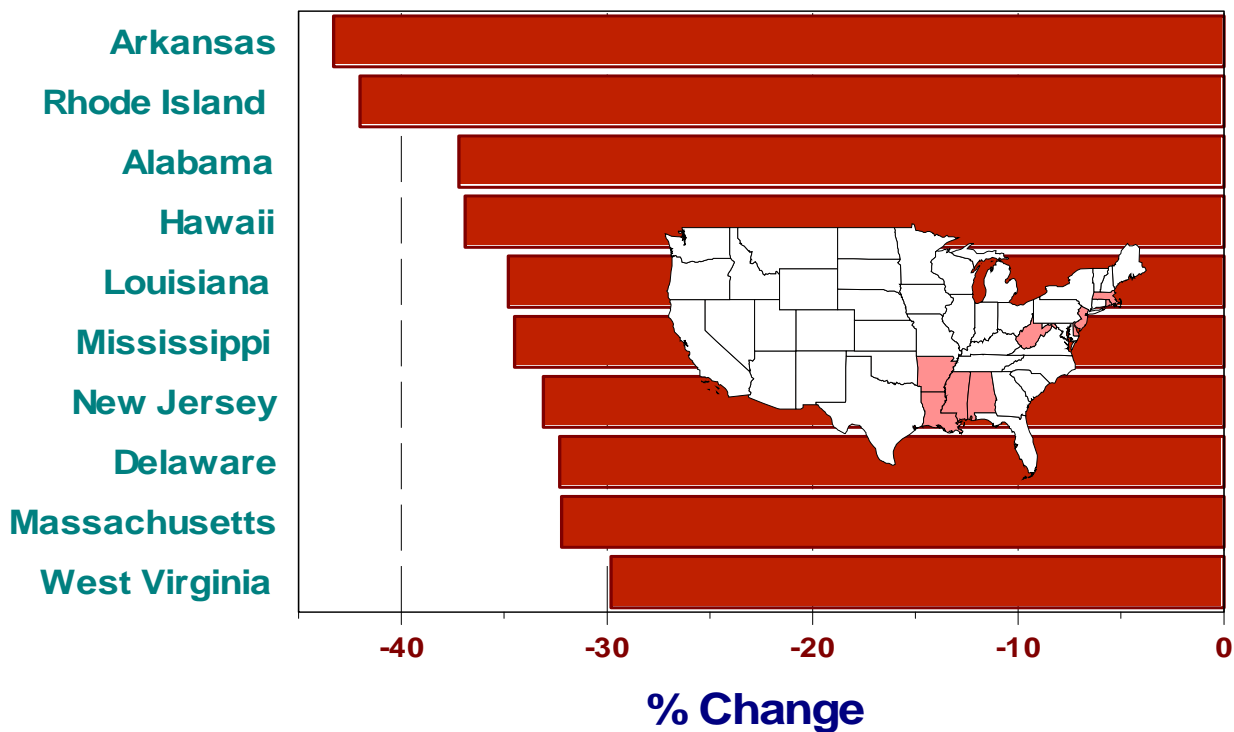 Arkansas
Rhode Island
Alabama
Hawaii
Louisiana
Mississippi
New Jersey
Delaware
Massachusetts
West Virginia
-40 -30 -20 -10 0
% Change